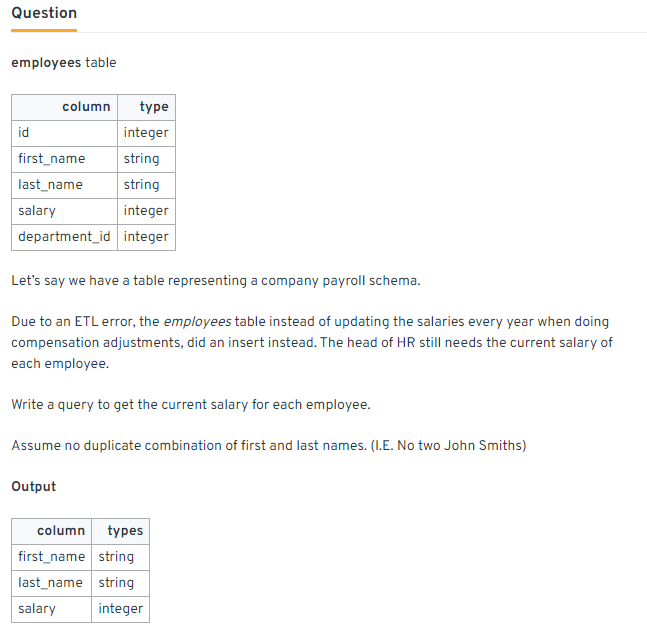 Question
employees table
column type
id integer
first_name string
last_name string
salary integer
department_id integer
Let's say we have a table representing a company payroll schema.
Due to an ETL error, the employees table instead of updating the salaries every year when doing
compensation adjustments, did an insert instead. The head of HR still needs the current salary of
each employee.
Write a query to get the current salary for each employee.
Assume no duplicate combination of first and last names. (I.E. No two John Smiths)
Output
column types
first_name string
last_name string
salary integer